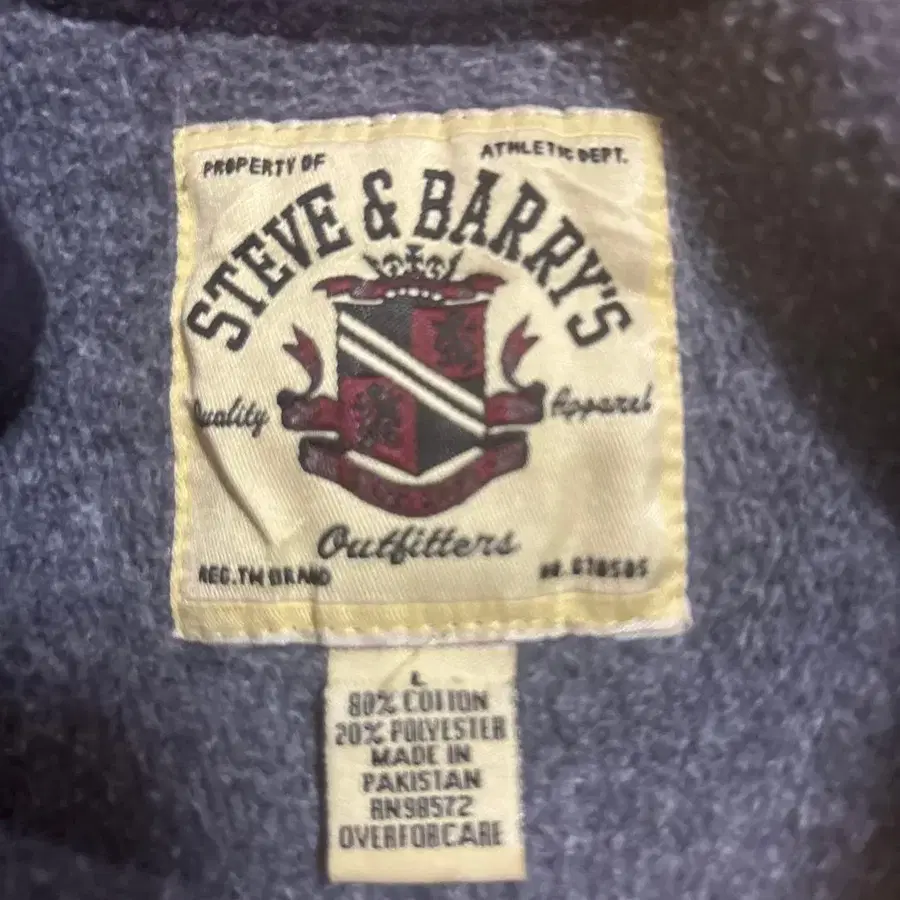 PROPERTY OF
ATHLETIC DEPT.
STEVE & BARRY'S
Quality
Apparel
Outfitters
REG.TM BRAND
L
80% COTTON
20% POLYESTER
MADE IN
PAKISTAN
RN98572
OVERFORCARE